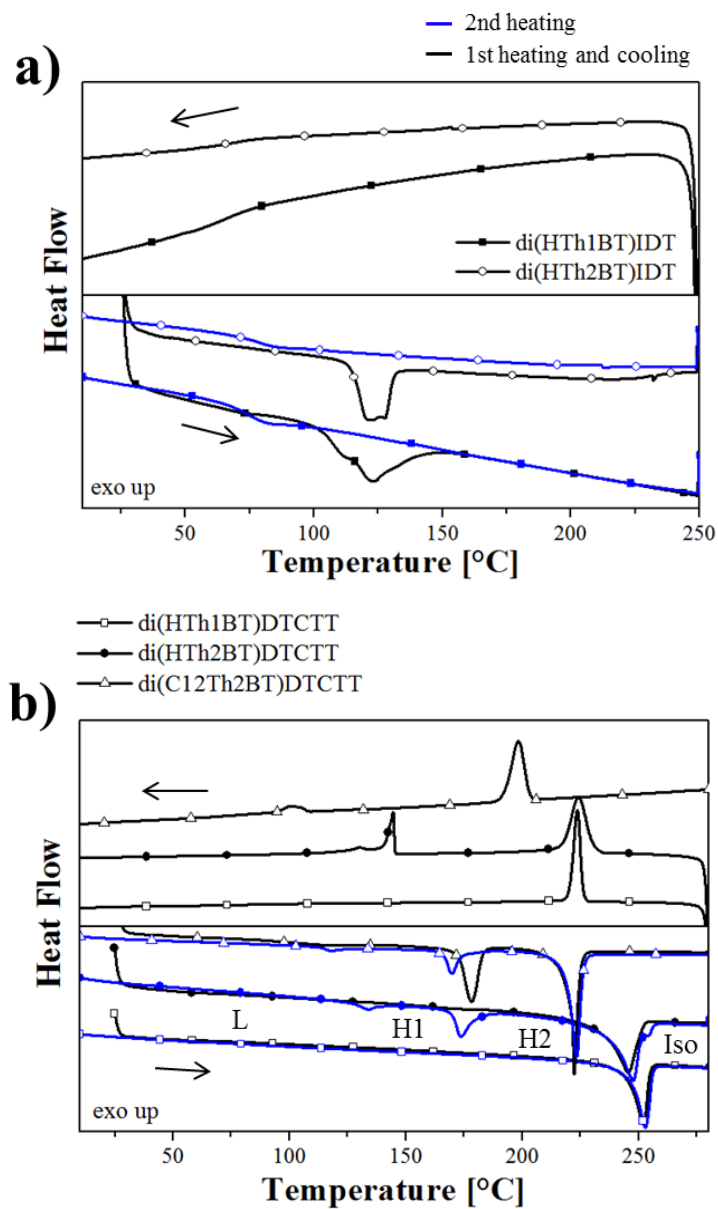 2nd heating
1st heating and cooling
a)
di(HTh1BT)IDT
di(HTh2BT)IDT
Heat Flow
exo up
50 100 150 200 250
Temperature [°C]
di(HTh1BT)DTCTT
di(HTh2BT)DTCTT
di(C12Th2BT)DTCTT
b)
Heat Flow
L H1 H2 Iso
exo up
50 100 150 200 250
Temperature [°C]